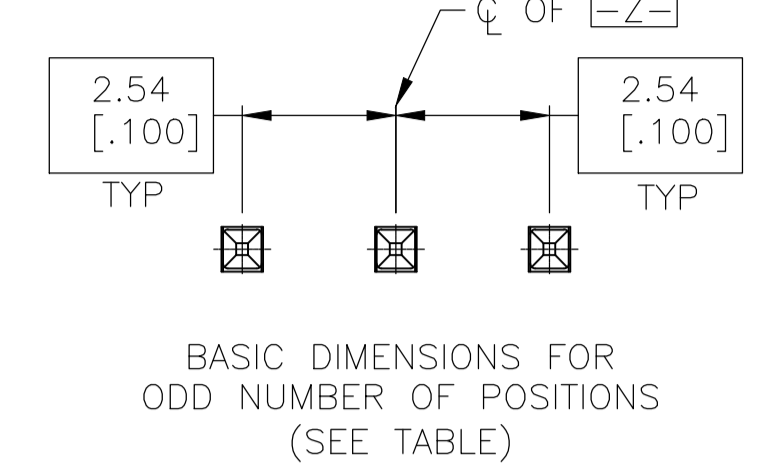 ℄ OF -Z-
2.54
[.100]
TYP
2.54
[.100]
TYP
BASIC DIMENSIONS FOR
ODD NUMBER OF POSITIONS
(SEE TABLE)